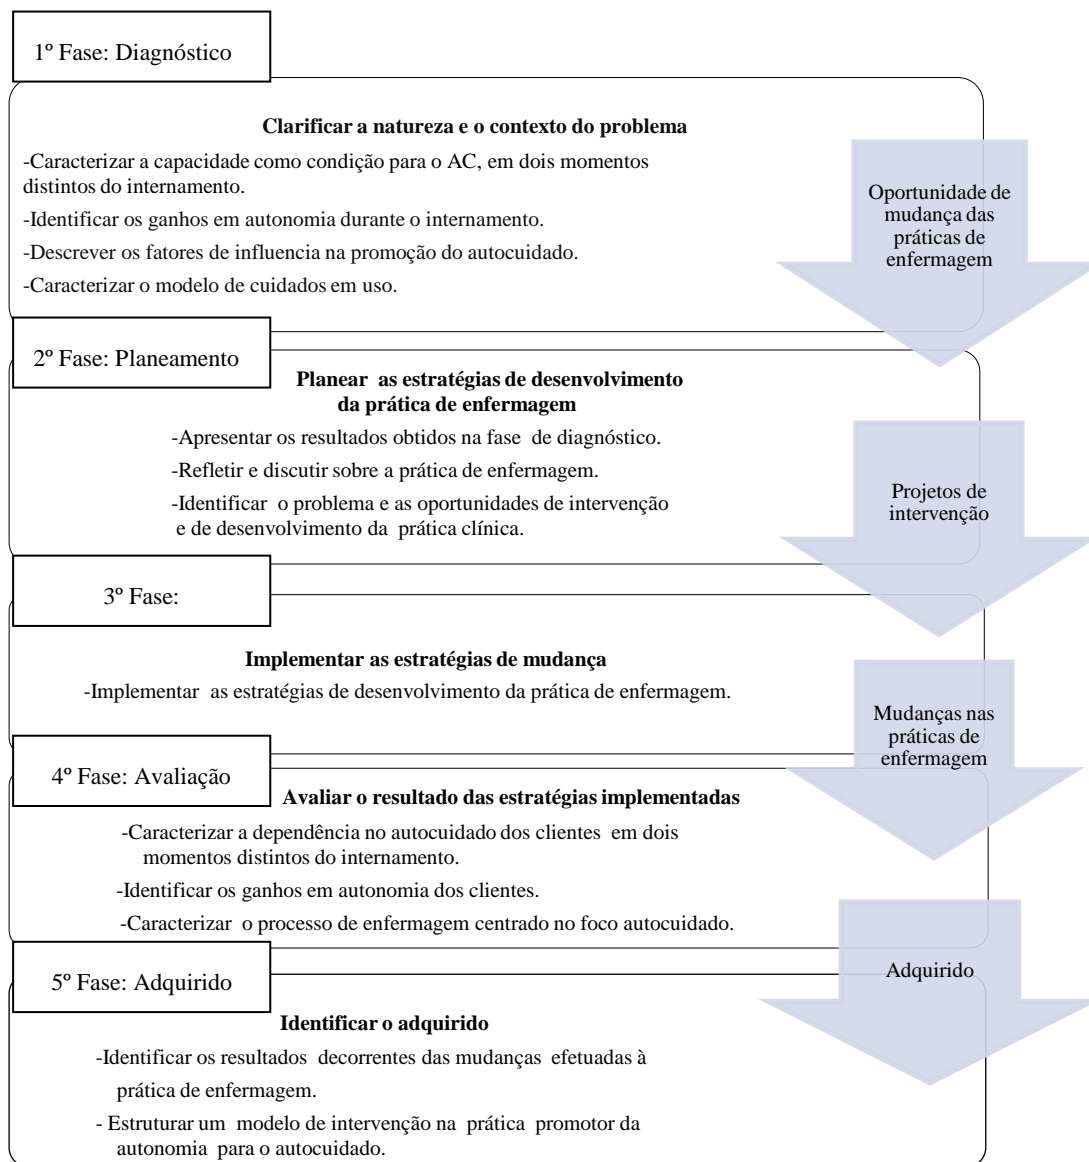 1º Fase: Diagnóstico
Clarificar a natureza e o contexto do problema
-Caracterizar a capacidade como condição para o AC, em dois momentos
distintos do internamento.
-Identificar os ganhos em autonomia durante o internamento.
-Descrever os fatores de influencia na promoção do autocuidado.
-Caracterizar o modelo de cuidados em uso.
Oportunidade de
mudança das
práticas de
enfermagem
2º Fase: Planeamento
Planear as estratégias de desenvolvimento
da prática de enfermagem
-Apresentar os resultados obtidos na fase de diagnóstico.
-Refletir e discutir sobre a prática de enfermagem.
-Identificar o problema e as oportunidades de intervenção
e de desenvolvimento da prática clínica.
Projetos de
intervenção
3º Fase:
Implementar as estratégias de mudança
-Implementar as estratégias de desenvolvimento da prática de enfermagem.
Mudanças nas
práticas de
enfermagem
4º Fase: Avaliação
Avaliar o resultado das estratégias implementadas
-Caracterizar a dependência no autocuidado dos clientes em dois
momentos distintos do internamento.
-Identificar os ganhos em autonomia dos clientes.
-Caracterizar o processo de enfermagem centrado no foco autocuidado.
Adquirido
5º Fase: Adquirido
Identificar o adquirido
-Identificar os resultados decorrentes das mudanças efetuadas à
prática de enfermagem.
- Estruturar um modelo de intervenção na prática promotor da
autonomia para o autocuidado.